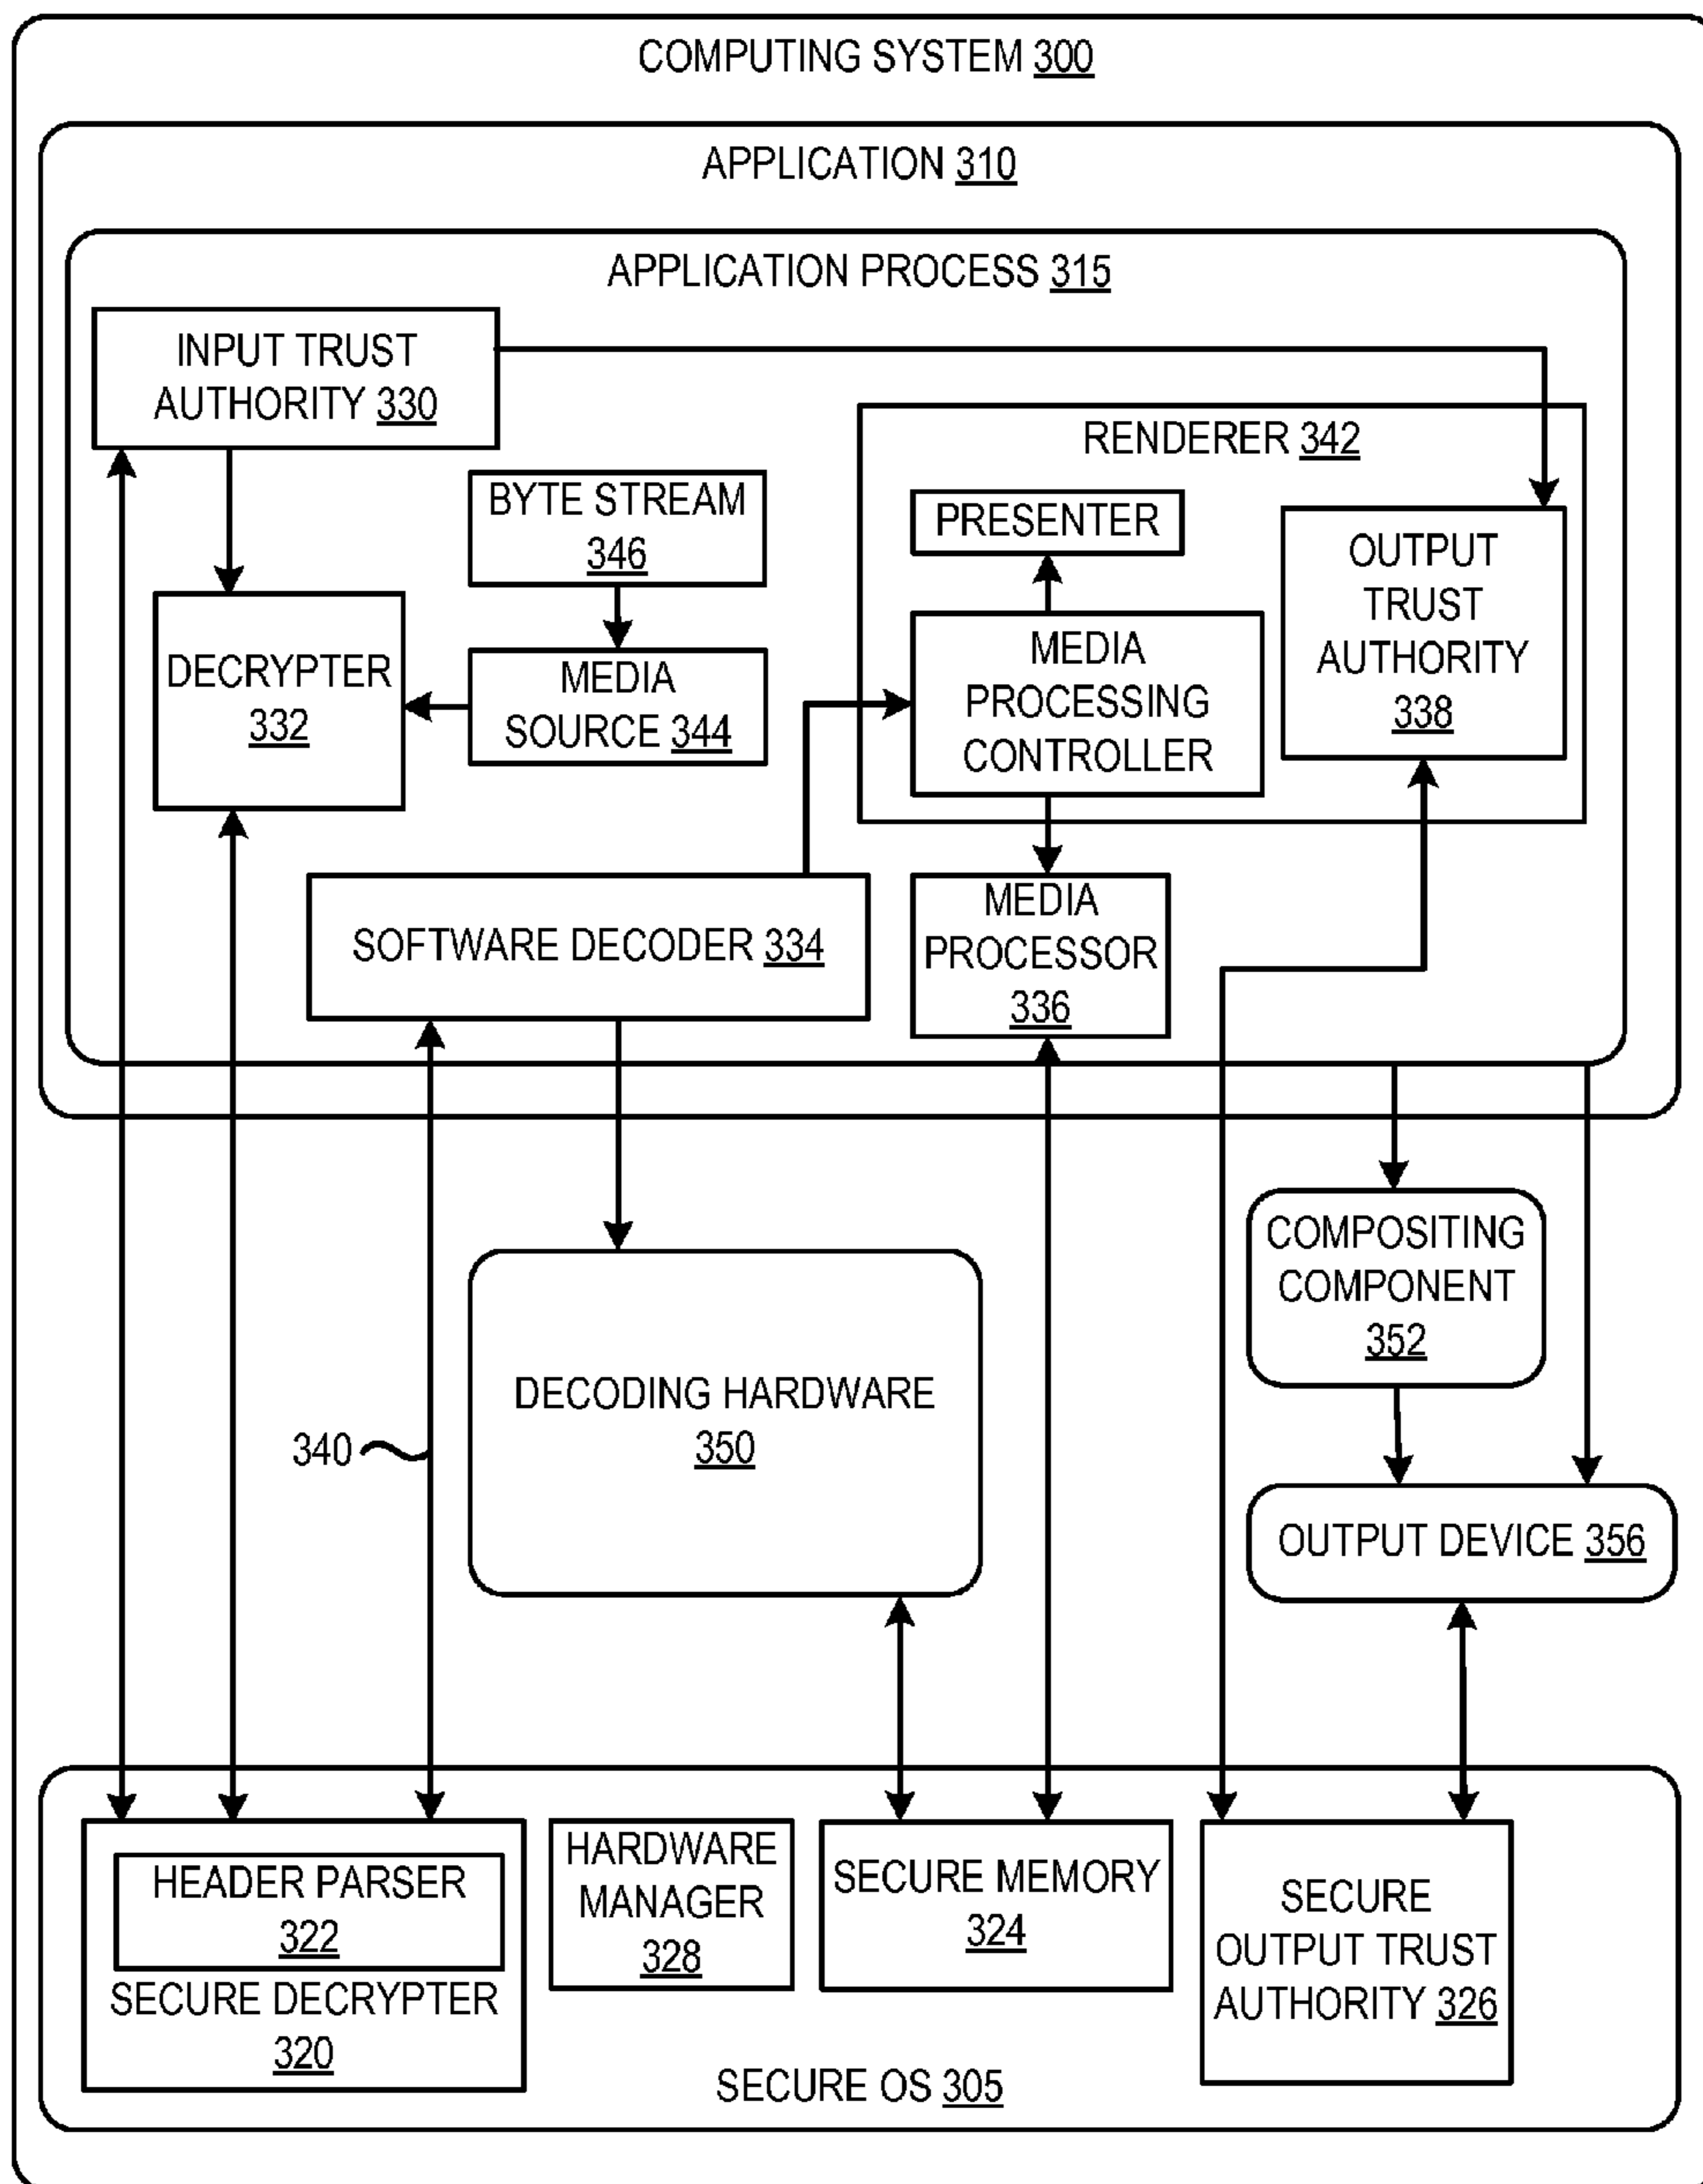 COMPUTING SYSTEM 300
APPLICATION 310
APPLICATION PROCESS 315
INPUT TRUST
AUTHORITY 330
RENDERER 342
BYTE STREAM
346
PRESENTER
OUTPUT
TRUST
AUTHORITY
338
DECRYPTER
332
MEDIA
SOURCE 344
MEDIA
PROCESSING
CONTROLLER
SOFTWARE DECODER 334
MEDIA
PROCESSOR
336
COMPOSITING
COMPONENT
352
DECODING HARDWARE
350
340
OUTPUT DEVICE 356
HEADER PARSER
322
SECURE DECRYPTER
320
HARDWARE
MANAGER
328
SECURE MEMORY
324
SECURE
OUTPUT TRUST
AUTHORITY 326
SECURE OS 305